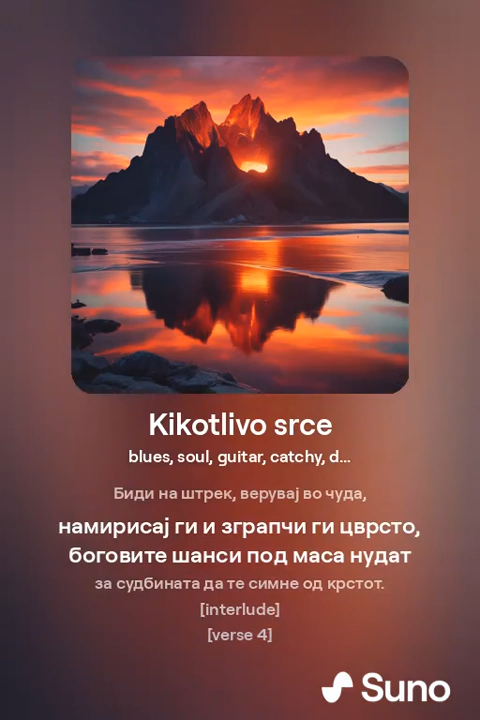 Kikotlivo srce
blues, soul, guitar, catchy, d...
Биди на штрек, верувај во чуда,
намирисај ги и зграпчи ги цврсто,
боговите шанси под маса нудат
за судбината да те симне од крстот.
[interlude]
[verse 4]
Suno